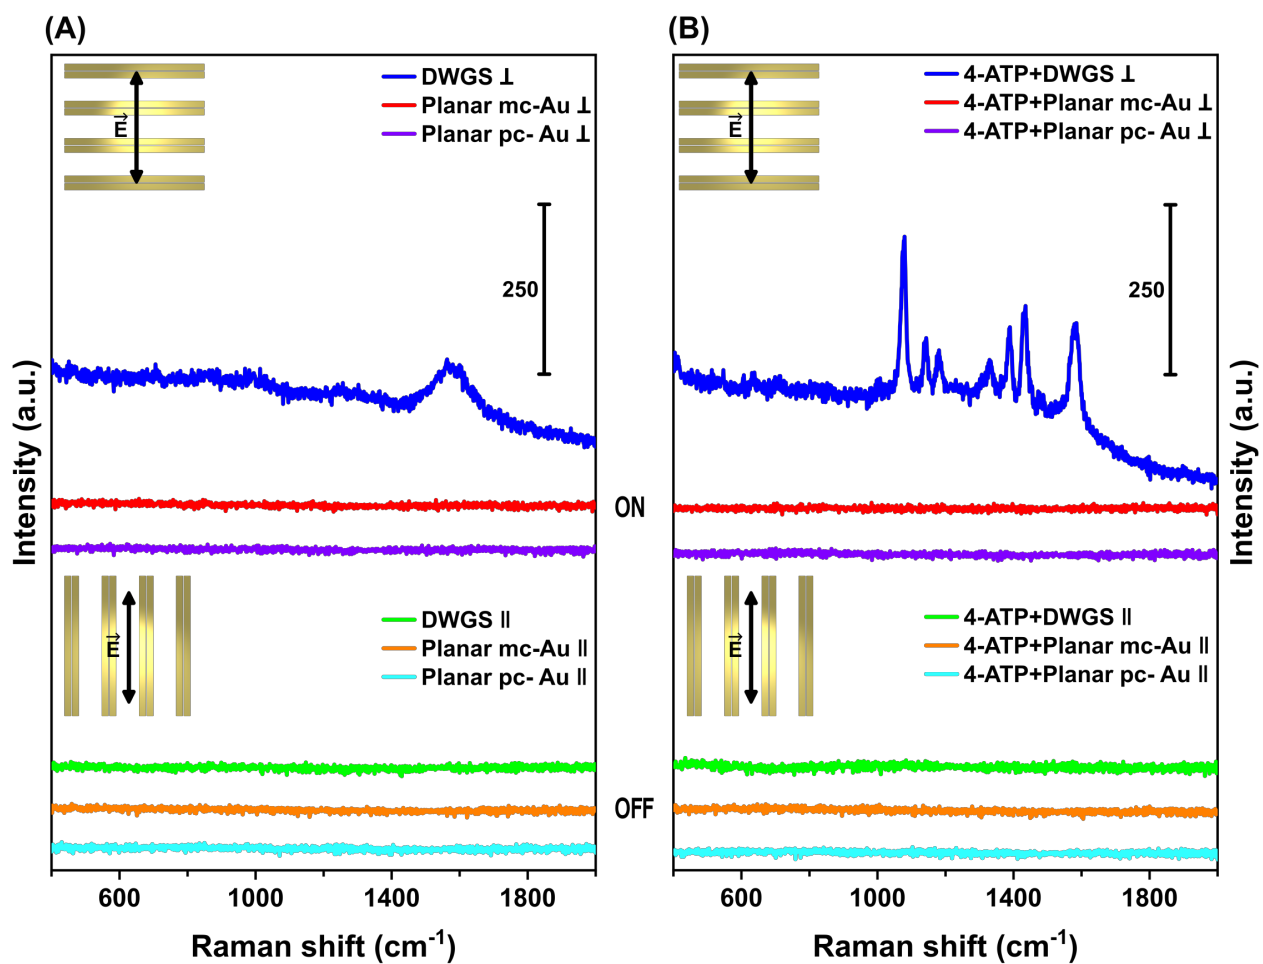 (A)
(B)
DWGS ⊥
Planar mc-Au ⊥
Planar pc- Au ⊥
E
250
4-ATP+DWGS ⊥
4-ATP+Planar mc-Au ⊥
4-ATP+Planar pc- Au ⊥
E
250
Intensity (a.u.)
ON
Intensity (a.u.)
DWGS ||
Planar mc-Au ||
Planar pc- Au ||
E
4-ATP+DWGS ||
4-ATP+Planar mc-Au ||
4-ATP+Planar pc- Au ||
E
OFF
600 1000 1400 1800
600 1000 1400 1800
Raman shift (cm⁻¹)
Raman shift (cm⁻¹)